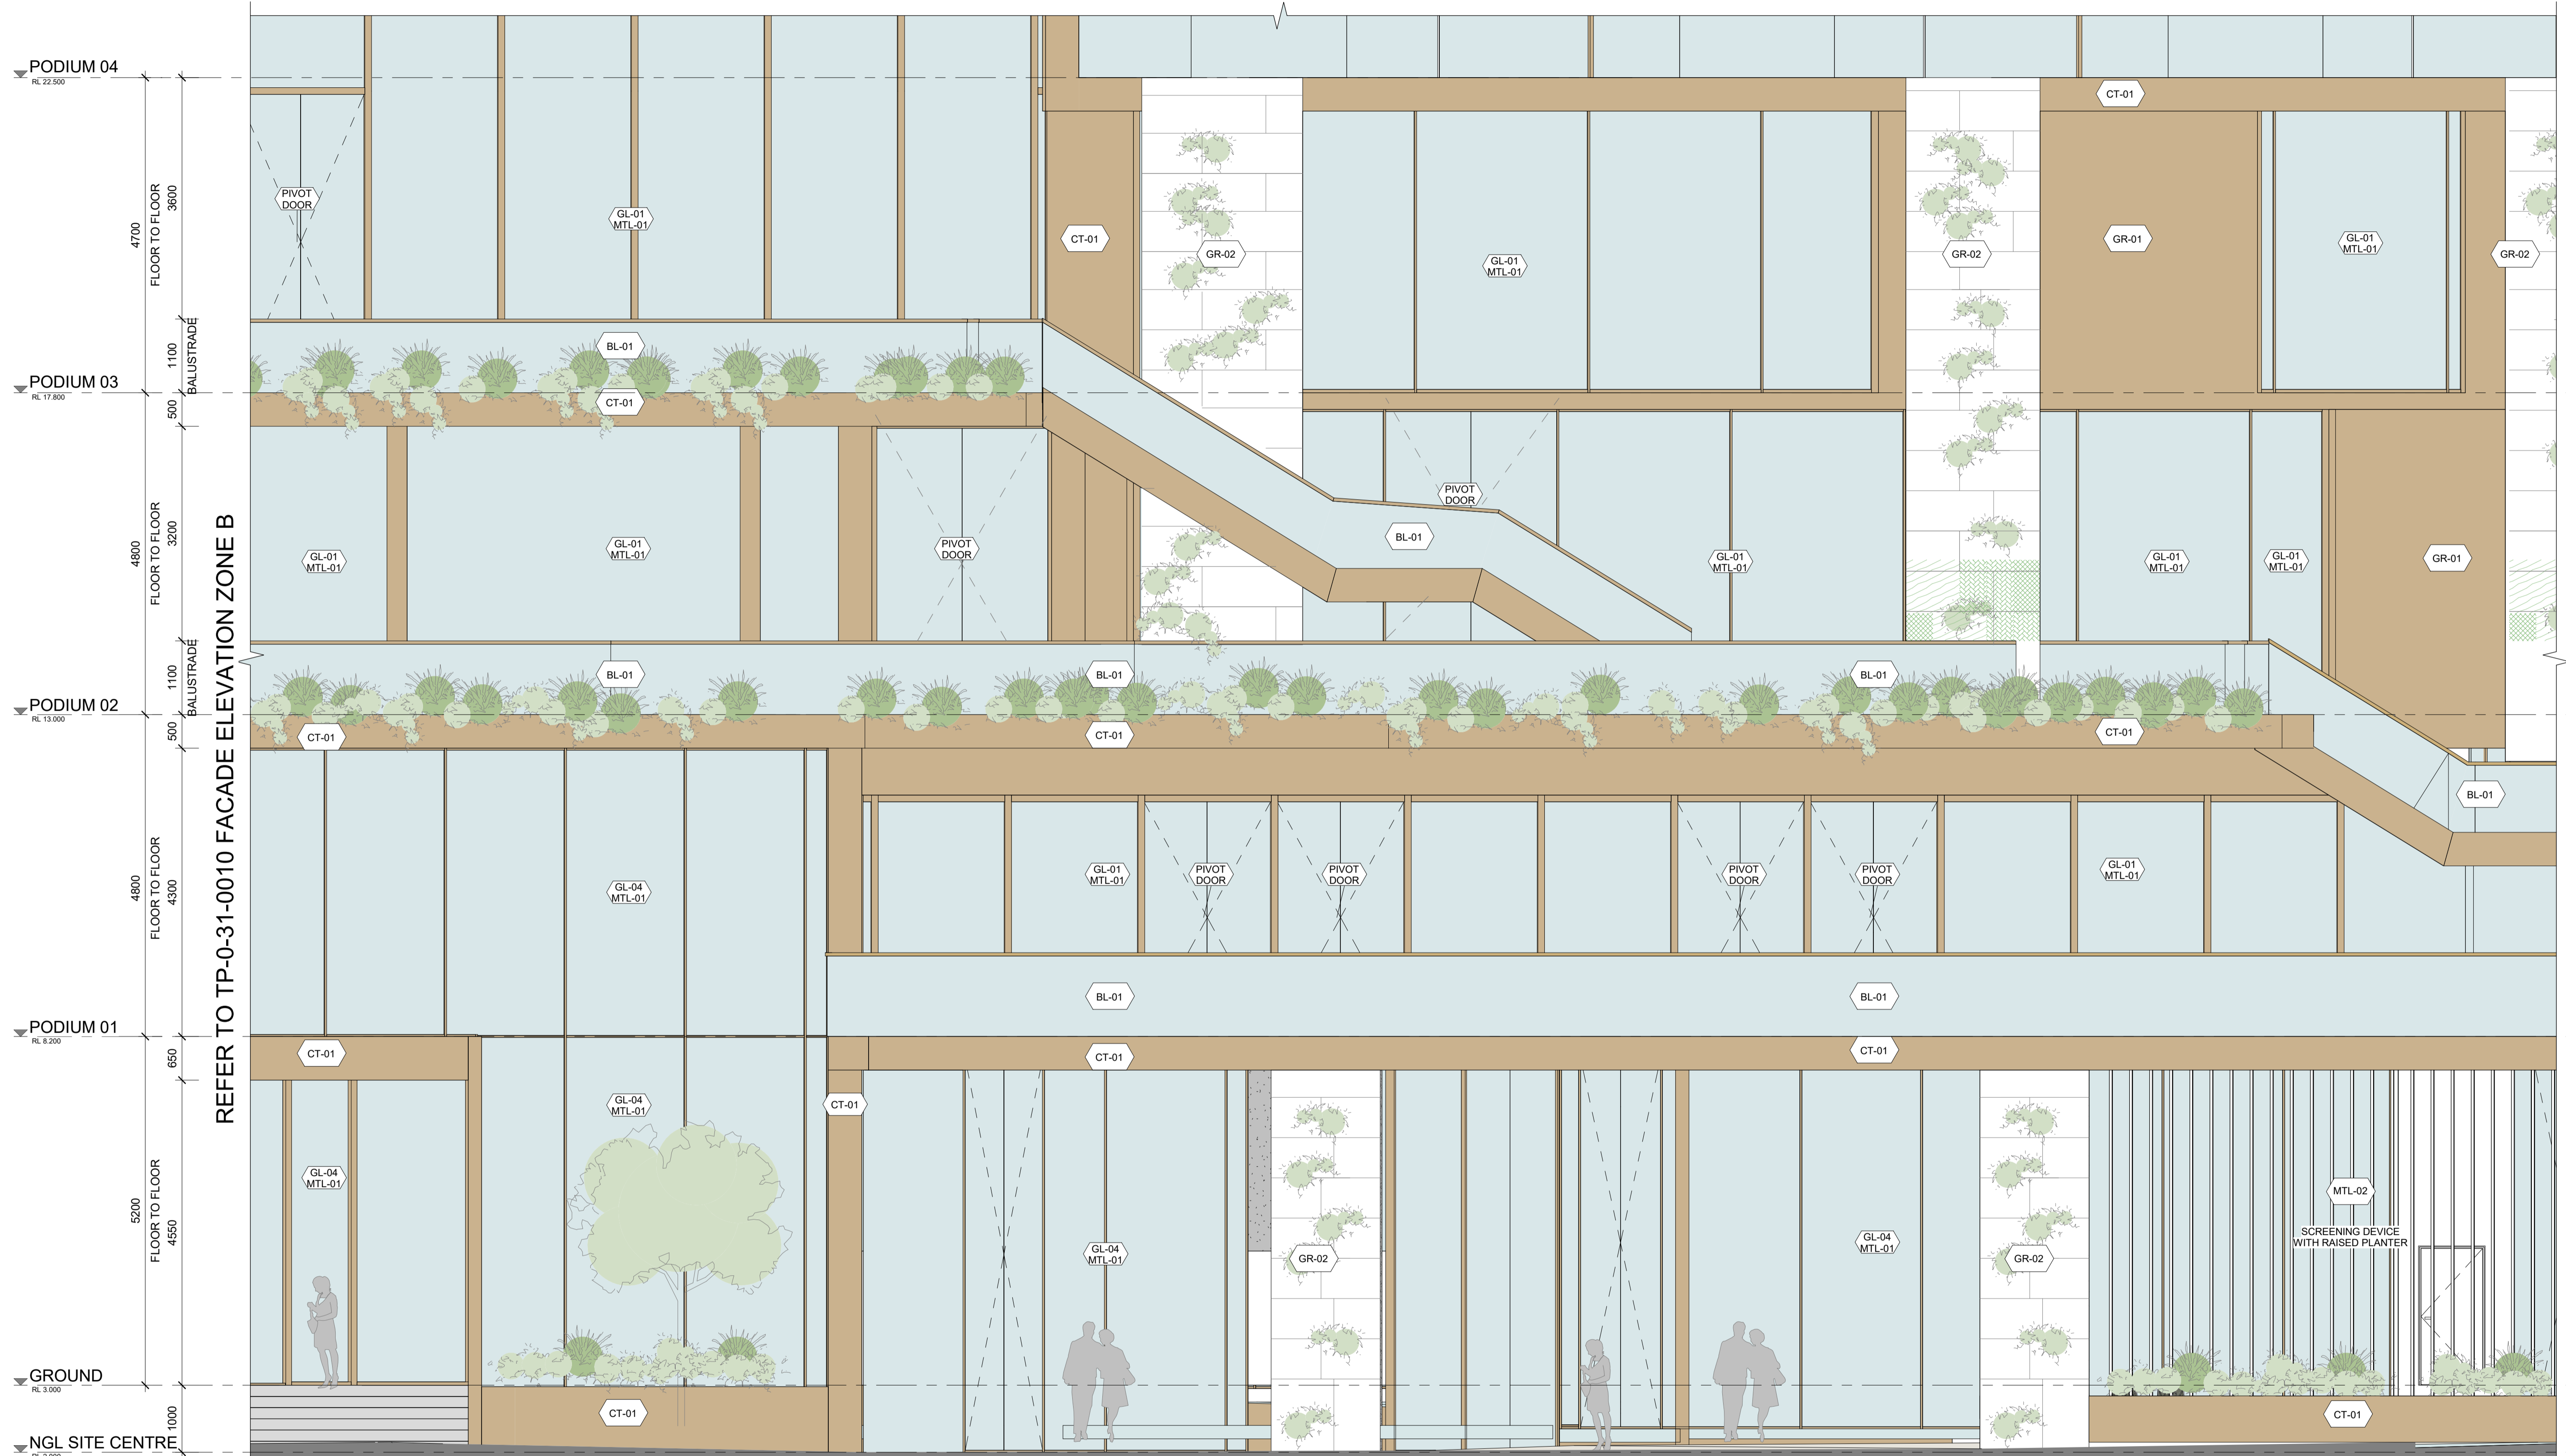 PODIUM 04
RL 22.500
CT-01
PIVOT
DOOR
3600
FLOOR TO FLOOR
4700
GL-01
MTL-01
CT-01
GR-02
GL-01
MTL-01
GR-02
GR-01
GL-01
MTL-01
GR-02
BALUSTRADE
1100
BL-01
PODIUM 03
RL 17.800
CT-01
500
PIVOT
DOOR
3200
FLOOR TO FLOOR
4800
REFER TO TP-0-31-0010 FACADE ELEVATION ZONE B
GL-01
MTL-01
GL-01
MTL-01
PIVOT
DOOR
BL-01
GL-01
MTL-01
GL-01
MTL-01
GL-01
MTL-01
GR-01
BALUSTRADE
1100
BL-01
BL-01
BL-01
PODIUM 02
RL 13.000
500
CT-01
CT-01
CT-01
BL-01
4800
FLOOR TO FLOOR
4300
GL-04
MTL-01
GL-01
MTL-01
PIVOT
DOOR
PIVOT
DOOR
PIVOT
DOOR
PIVOT
DOOR
GL-01
MTL-01
BL-01
BL-01
PODIUM 01
RL 8.200
650
CT-01
CT-01
CT-01
GL-04
MTL-01
CT-01
GL-04
MTL-01
5200
FLOOR TO FLOOR
4550
GL-04
MTL-01
GR-02
GL-04
MTL-01
GR-02
MTL-02
SCREENING DEVICE
WITH RAISED PLANTER
GROUND
RL 3.000
1000
CT-01
CT-01
NGL SITE CENTRE